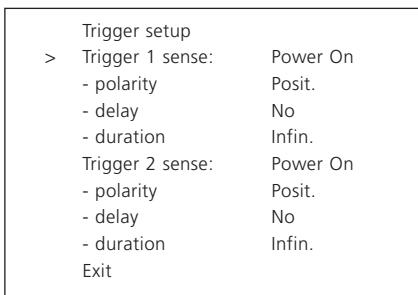 Trigger setup
> Trigger 1 sense: Power On
- polarity Posit.
- delay No
- duration Infin.
Trigger 2 sense: Power On
- polarity Posit.
- delay No
- duration Infin.
Exit